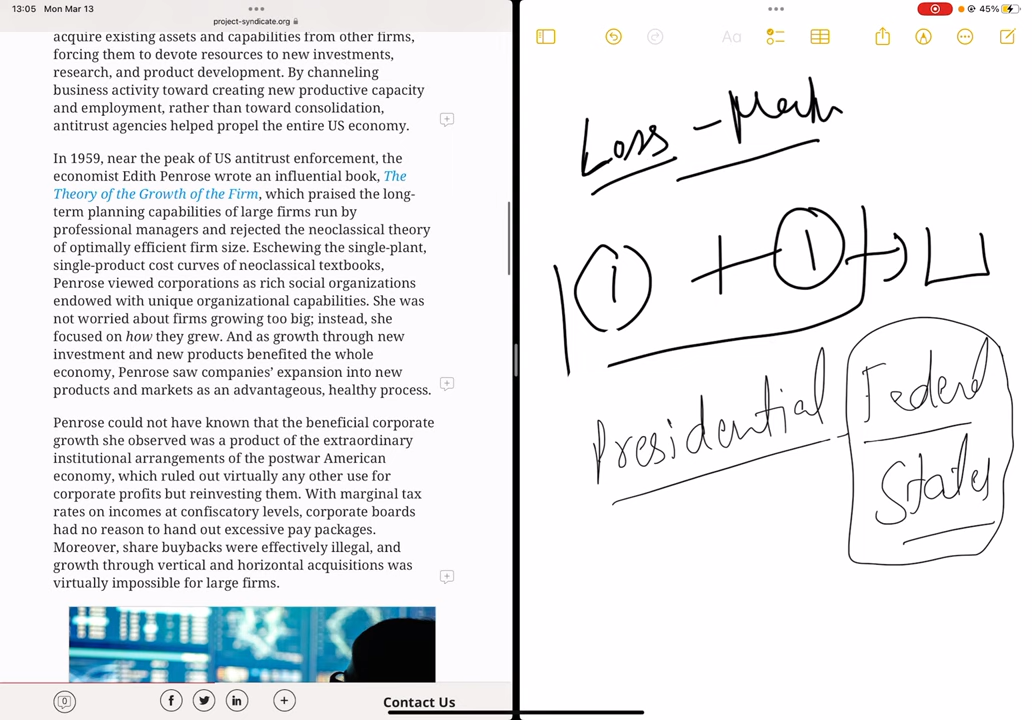 13:05 Mon Mar 13
project-syndicate.org
45%
acquire existing assets and capabilities from other firms,
forcing them to devote resources to new investments,
research, and product development. By channeling
business activity toward creating new productive capacity
and employment, rather than toward consolidation,
antitrust agencies helped propel the entire US economy.
In 1959, near the peak of US antitrust enforcement, the
economist Edith Penrose wrote an influential book, The
Theory of the Growth of the Firm, which praised the long-
term planning capabilities of large firms run by
professional managers and rejected the neoclassical theory
of optimally efficient firm size. Eschewing the single-plant,
single-product cost curves of neoclassical textbooks,
Penrose viewed corporations as rich social organizations
endowed with unique organizational capabilities. She was
not worried about firms growing too big; instead, she
focused on how they grew. And as growth through new
investment and new products benefited the whole
economy, Penrose saw companies' expansion into new
products and markets as an advantageous, healthy process.
Penrose could not have known that the beneficial corporate
growth she observed was a product of the extraordinary
institutional arrangements of the postwar American
economy, which ruled out virtually any other use for
corporate profits but reinvesting them. With marginal tax
rates on incomes at confiscatory levels, corporate boards
had no reason to hand out excessive pay packages.
Moreover, share buybacks were effectively illegal, and
growth through vertical and horizontal acquisitions was
virtually impossible for large firms.
0
Contact Us
Aa
Loss -
1 + 1 →
Presidential - Federal
States